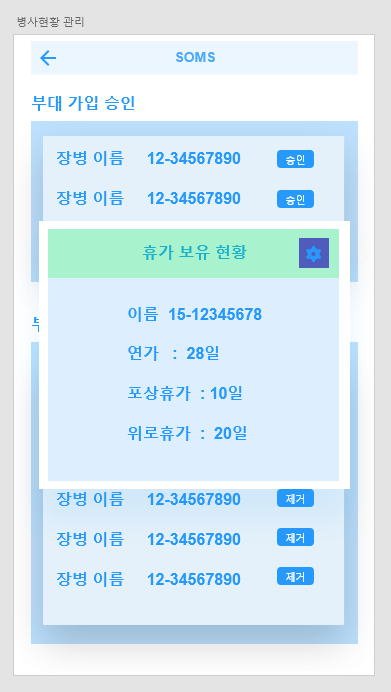 병사현황 관리
SOMS
부대 가입 승인
장병 이름 12-34567890 승인
장병 이름 12-34567890 승인
휴가 보유 현황
이름 15-12345678
연가 : 28일
포상휴가 : 10일
위로휴가 : 20일
장병 이름 12-34567890 제거
장병 이름 12-34567890 제거
장병 이름 12-34567890 제거